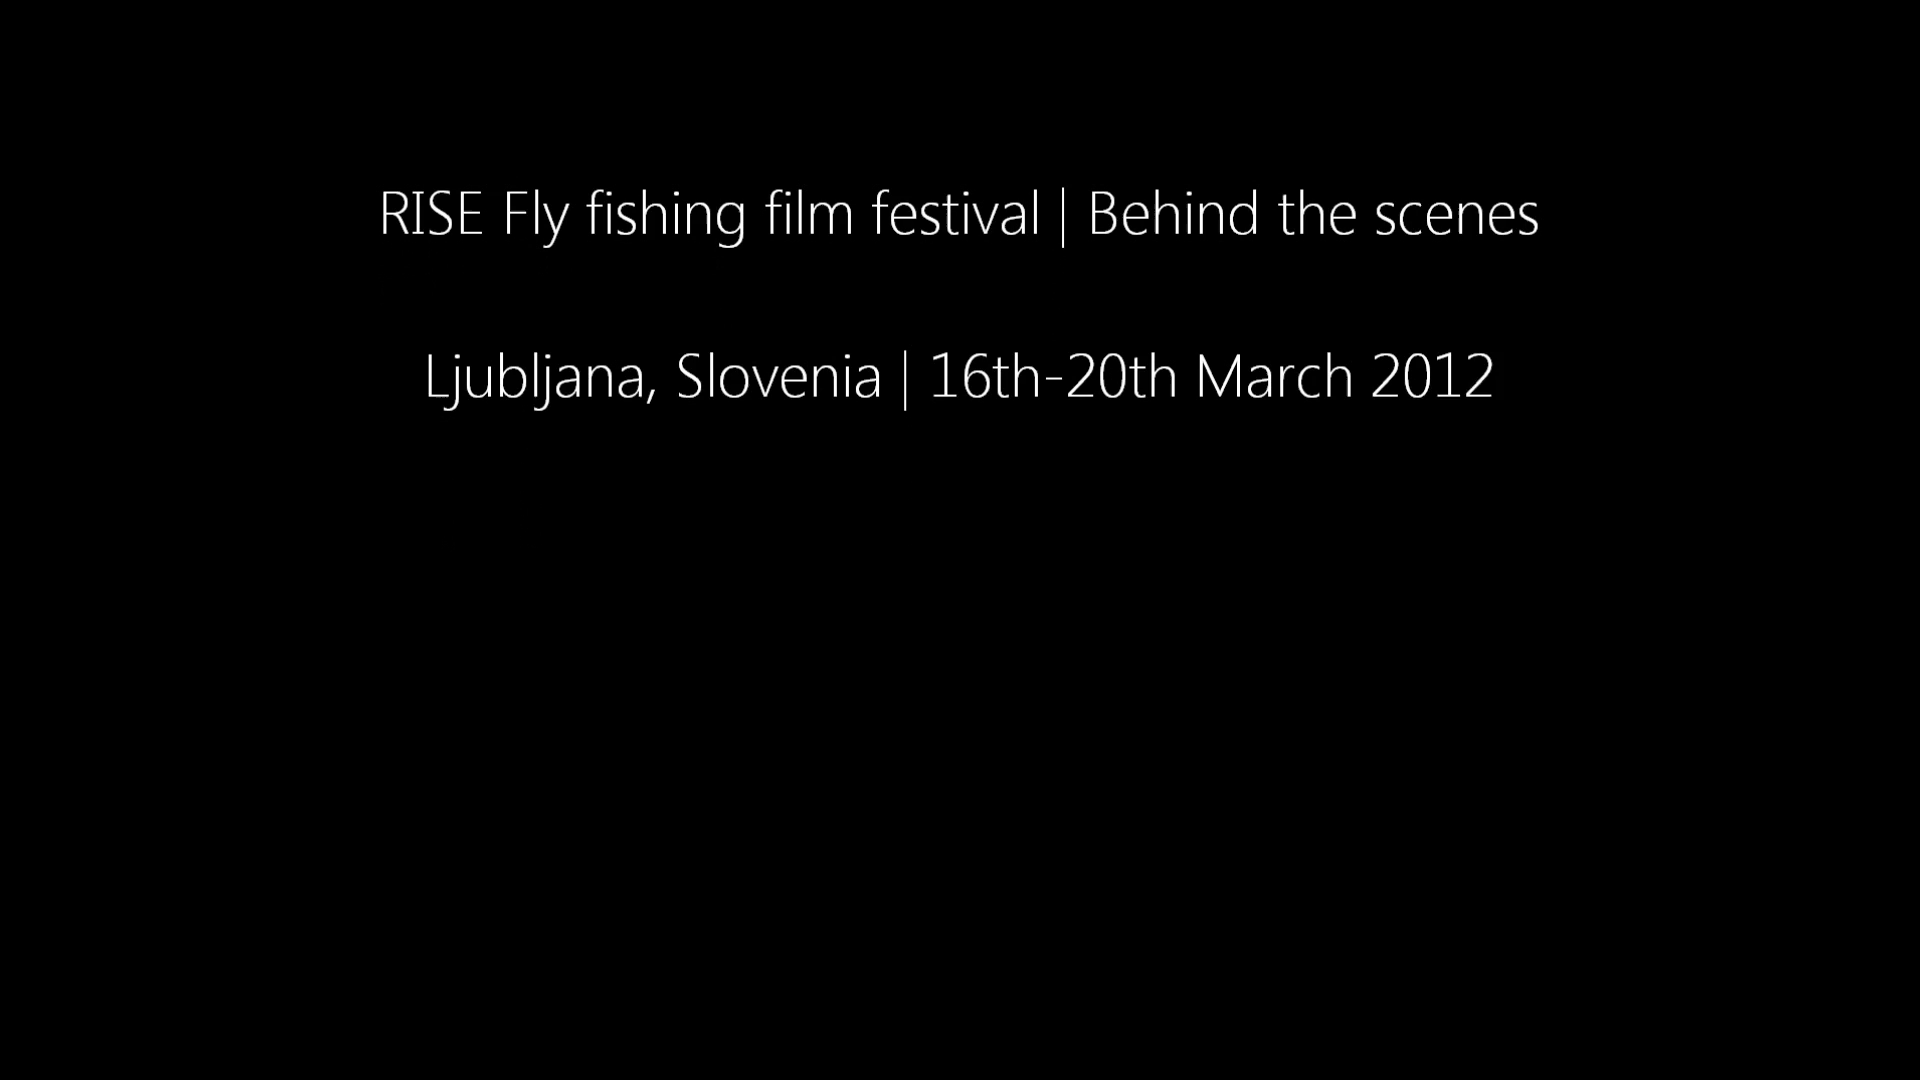 RISE Fly fishing film festival | Behind the scenes
Ljubljana, Slovenia | 16th-20th March 2012